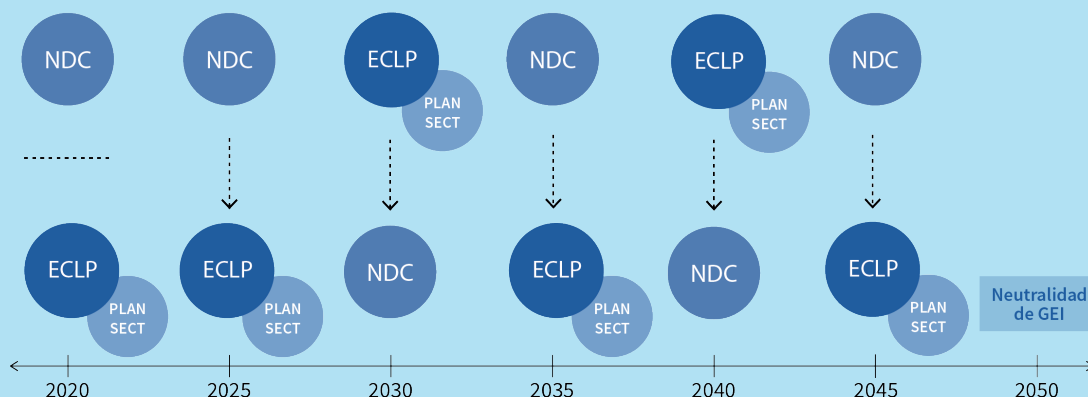 NDC
NDC
ECLP
PLAN
SECT
NDC
ECLP
PLAN
SECT
NDC
ECLP
PLAN
SECT
ECLP
PLAN
SECT
NDC
ECLP
PLAN
SECT
NDC
ECLP
PLAN
SECT
Neutralidad
de GEI
2020 2025 2030 2035 2040 2045 2050